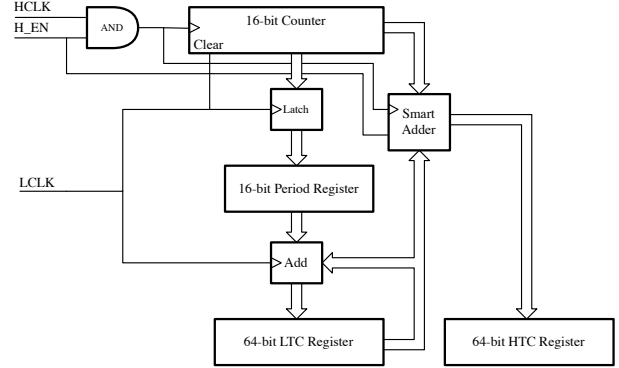 HCLK
H_EN
AND
16-bit Counter
Clear
Latch
Smart
Adder
16-bit Period Register
LCLK
Add
64-bit LTC Register
64-bit HTC Register